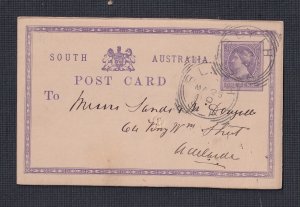 SOUTH AUSTRALIA.
POST CARD
To Messrs Sands & McDougall
64 King Wm Street
Adelaide